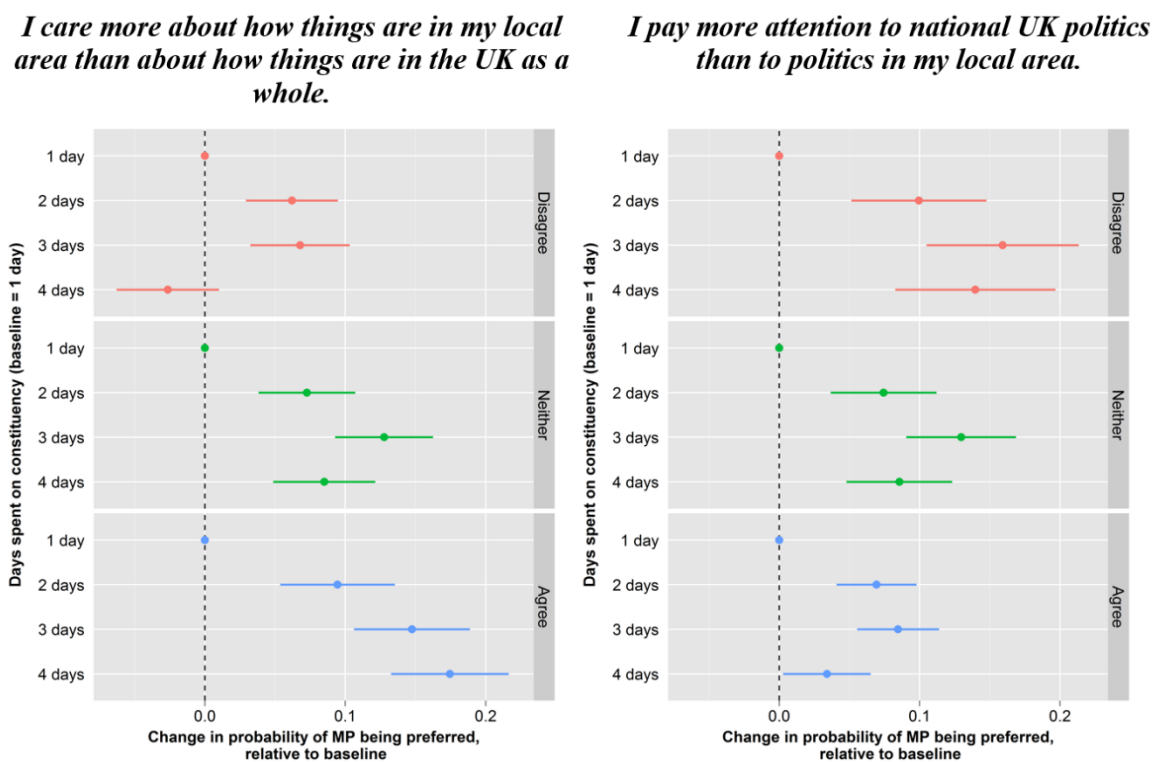 I care more about how things are in my local
area than about how things are in the UK as a
whole.
Days spent on constituency (baseline = 1 day)
1 day
2 days
3 days
4 days
Disagree
1 day
2 days
3 days
4 days
Neither
1 day
2 days
3 days
4 days
Agree
0.0
0.1
0.2
Change in probability of MP being preferred,
relative to baseline
I pay more attention to national UK politics
than to politics in my local area.
Days spent on constituency (baseline = 1 day)
1 day
2 days
3 days
4 days
Disagree
1 day
2 days
3 days
4 days
Neither
1 day
2 days
3 days
4 days
Agree
0.0
0.1
0.2
Change in probability of MP being preferred,
relative to baseline